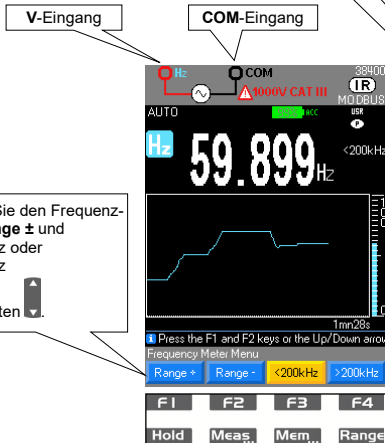 V-Eingang
COM-Eingang
Hz
COM
1000V CAT III
38400
IR
MODBUS
AUTO
USR
P
Hz
59.899Hz
<200kHz
Sie den Frequenz-
nge ± und
z oder
z
ten
1mn28s
Press the F1 and F2 keys or the Up/Down arrow
Frequency Meter Menu
Range +
Range -
<200kHz
>200kHz
F1
F2
F3
F4
Hold
Meas...
Mem...
Range